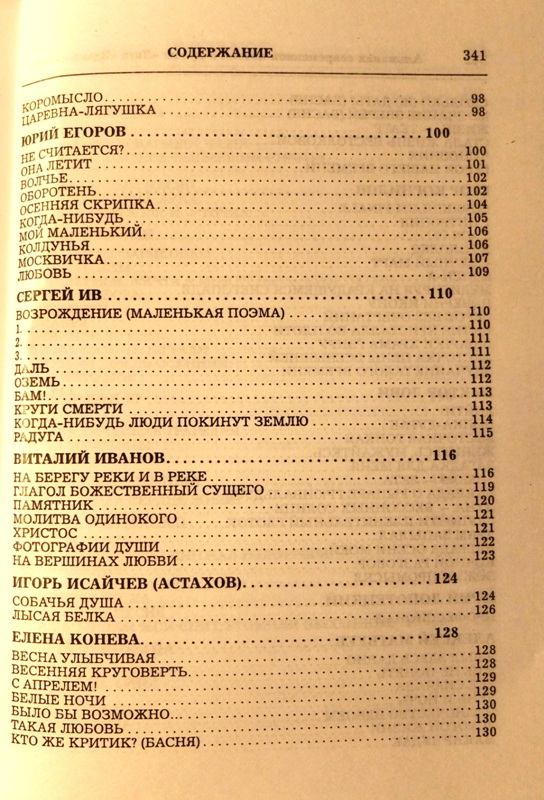 СОДЕРЖАНИЕ 341
КОРОМЫСЛО 98
ЦАРЕВНА-ЛЯГУШКА 98
ЮРИЙ ЕГОРОВ 100
НЕ СЧИТАЕТСЯ? 100
ОНА ЛЕТИТ 101
ВОЛЧЬЕ 102
ОБОРОТЕНЬ 102
ОСЕННЯЯ СКРИПКА 104
КОГДА-НИБУДЬ 105
МОЙ МАЛЕНЬКИЙ 106
КОЛДУНЬЯ 106
МОСКВИЧКА 107
ЛЮБОВЬ 109
СЕРГЕЙ ИВ 110
ВОЗРОЖДЕНИЕ (МАЛЕНЬКАЯ ПОЭМА) 110
1. 110
2. 111
3. 111
ДАЛЬ 112
ОЗЕМЬ 112
БАМ! 113
КРУГИ СМЕРТИ 113
КОГДА-НИБУДЬ ЛЮДИ ПОКИНУТ ЗЕМЛЮ 114
РАДУГА 115
ВИТАЛИЙ ИВАНОВ 116
НА БЕРЕГУ РЕКИ И В РЕКЕ 116
ГЛАГОЛ БОЖЕСТВЕННЫЙ СУЩЕГО 119
ПАМЯТНИК 120
МОЛИТВА ОДИНОКОГО 121
ХРИСТОС 121
ФОТОГРАФИИ ДУШИ 122
НА ВЕРШИНАХ ЛЮБВИ 123
ИГОРЬ ИСАЙЧЕВ (АСТАХОВ) 124
СОБАЧЬЯ ДУША 124
ЛЫСАЯ БЕЛКА 126
ЕЛЕНА КОНЕВА 128
ВЕСНА УЛЫБЧИВАЯ 128
ВЕСЕННЯЯ КРУГОВЕРТЬ 128
С АПРЕЛЕМ! 129
БЕЛЫЕ НОЧИ 129
БЫЛО БЫ ВОЗМОЖНО... 130
ТАКАЯ ЛЮБОВЬ 130
КТО ЖЕ КРИТИК? (БАСНЯ) 130